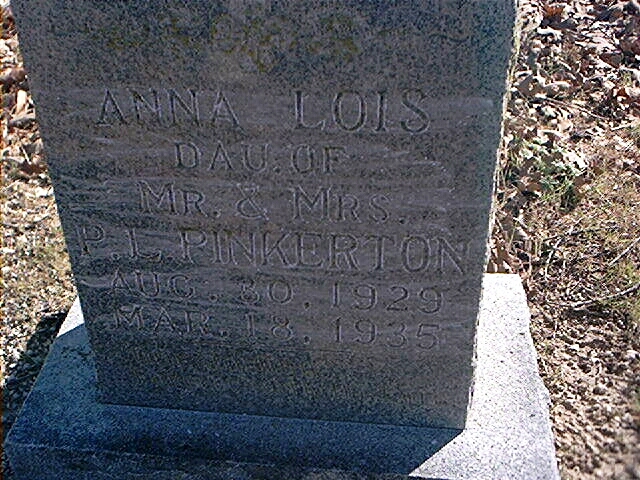 ANNA LOIS
DAU. OF
MR. & MRS.
P. L. PINKERTON
AUG. 30. 1929
MAR. 18. 1935